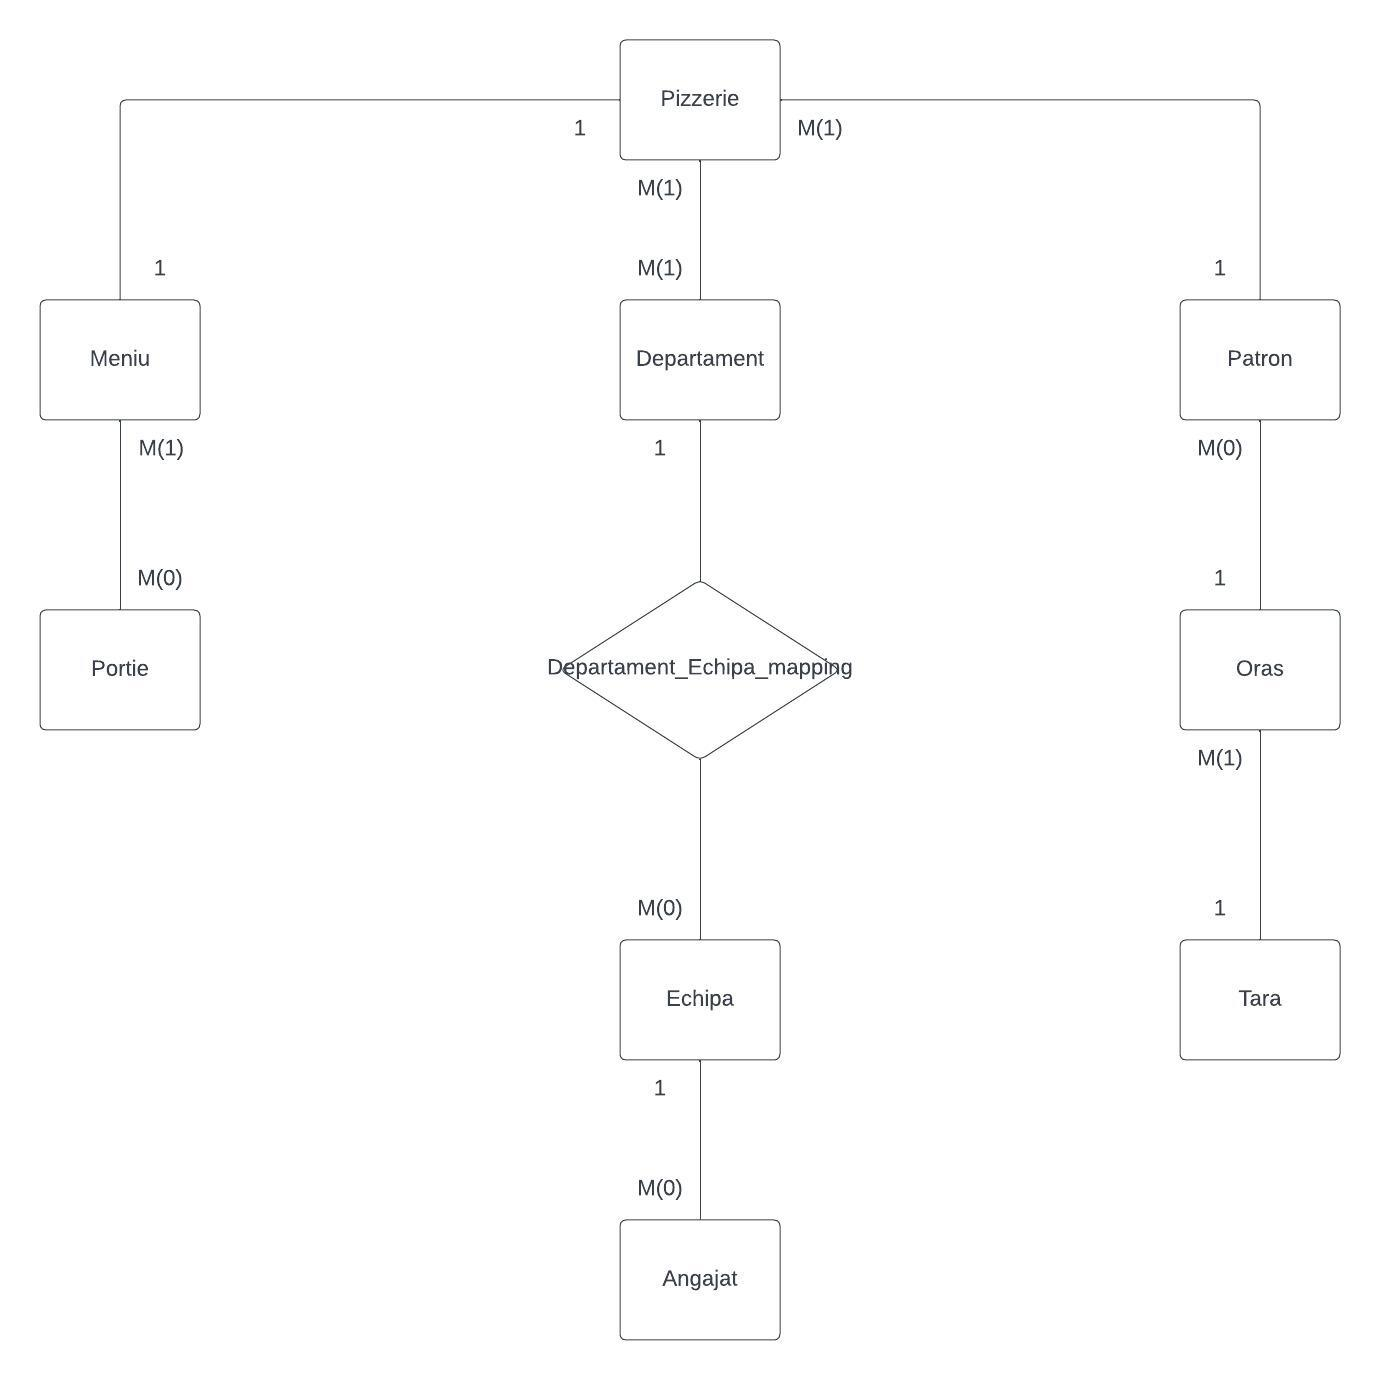 Pizzerie
1
M(1)
M(1)
1
M(1)
1
Meniu
Departament
Patron
M(1)
1
M(0)
M(0)
1
Portie
Departament_Echipa_mapping
Oras
M(1)
M(0)
1
Echipa
Tara
1
M(0)
Angajat